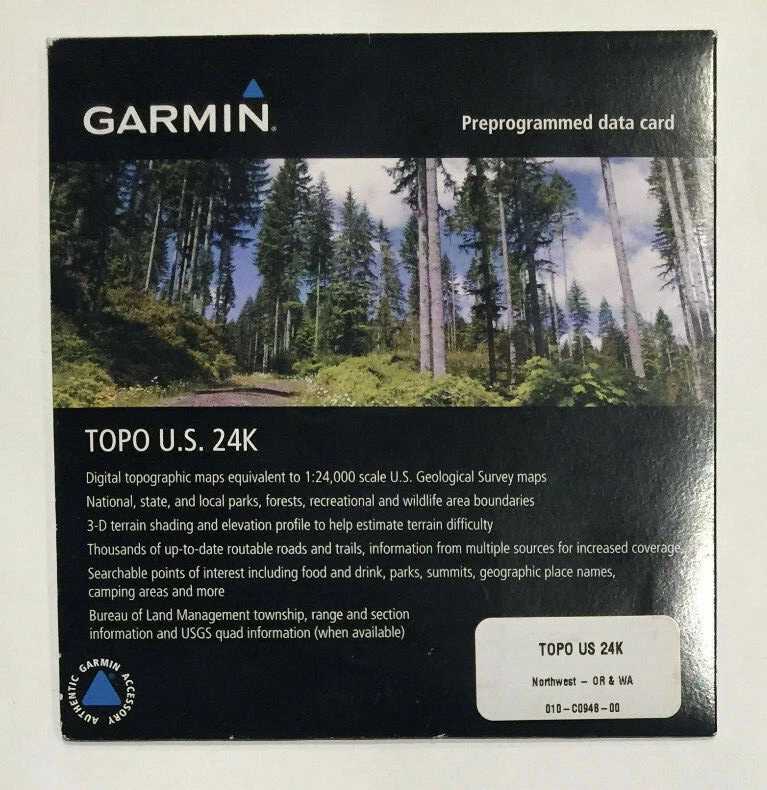 GARMIN
Preprogrammed data card
TOPO U.S. 24K
Digital topographic maps equivalent to 1:24,000 scale U.S. Geological Survey maps
National, state, and local parks, forests, recreational and wildlife area boundaries
3-D terrain shading and elevation profile to help estimate terrain difficulty
Thousands of up-to-date routable roads and trails, information from multiple sources for increased coverage
Searchable points of interest including food and drink, parks, summits, geographic place names,
camping areas and more
Bureau of Land Management township, range and section
information and USGS quad information (when available)
AUTHENTIC GARMIN ACCESSORY
TOPO US 24K
Northwest - OR & WA
010-C0948-00